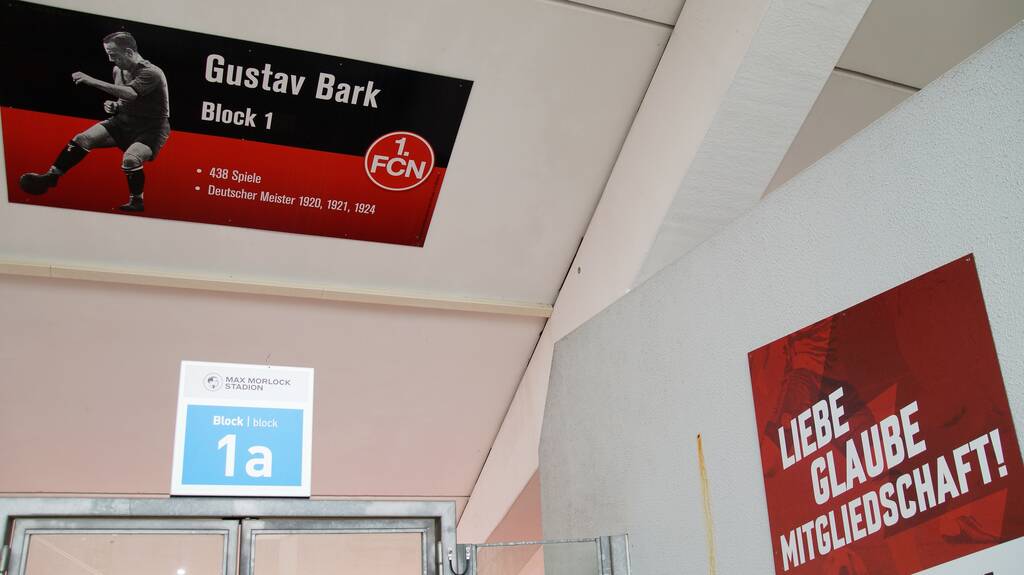 Gustav Bark
Block 1
• 438 Spiele
• Deutscher Meister 1920, 1921, 1924
1.
FCN
MAX MORLOCK
STADION
Block | block
1a
LIEBE
GLAUBE
MITGLIEDSCHAFT!